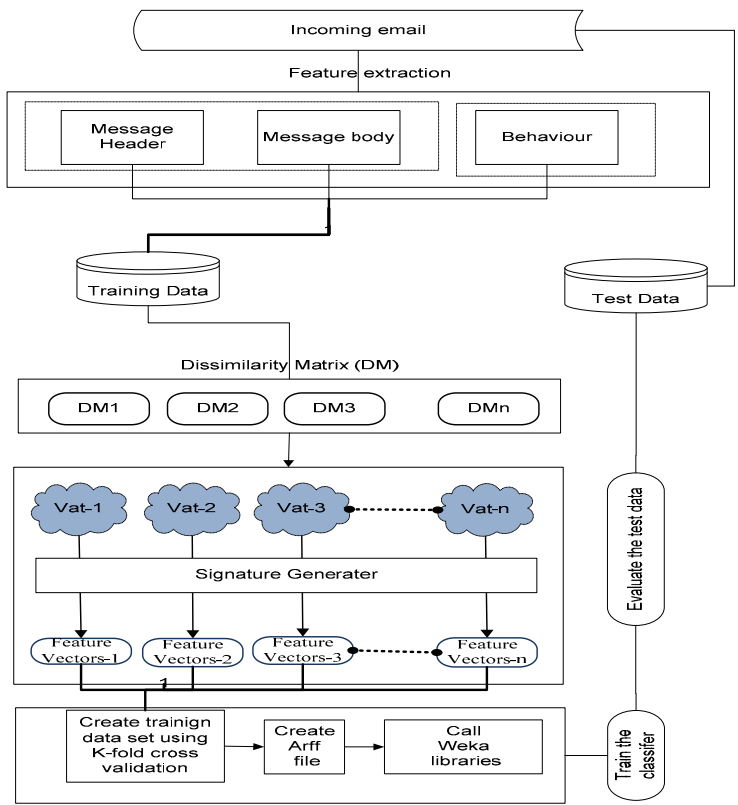 Incoming email
Feature extraction
Message
Header
Message body
Behaviour
1
Training Data
Test Data
Dissimilarity Matrix (DM)
DM1
DM2
DM3
DMn
Vat-1
Vat-2
Vat-3
Vat-n
Signature Generater
Evaluate the test data
Feature
Vectors-1
Feature
Vectors-2
Feature
Vectors-3
Feature
Vectors-n
1
Create trainign
data set using
K-fold cross
validation
Create
Arff
file
Call
Weka
libraries
Train the
classifer